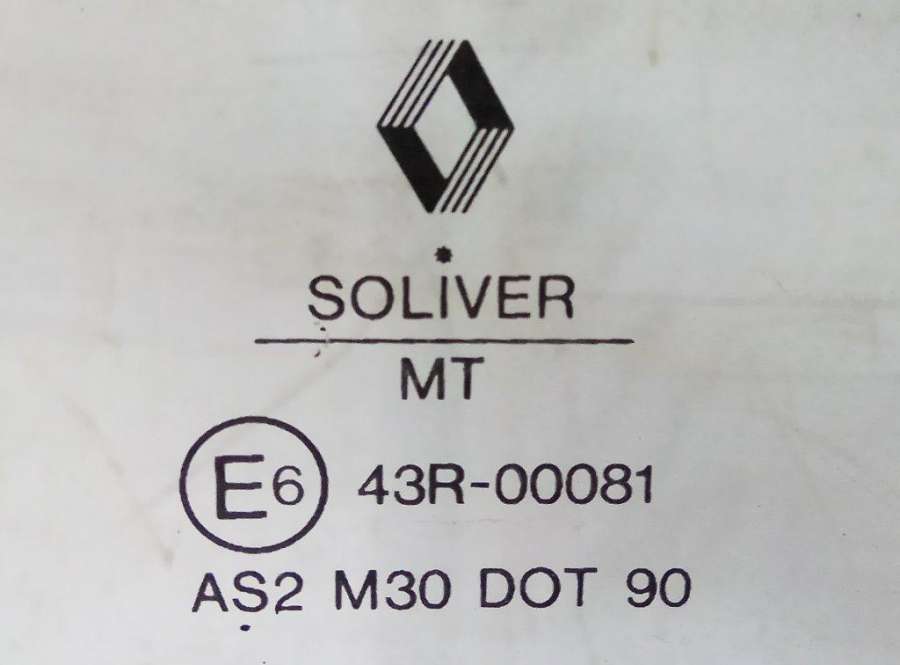 SOLIVER
MT
E6 43R-00081
AS2 M30 DOT 90